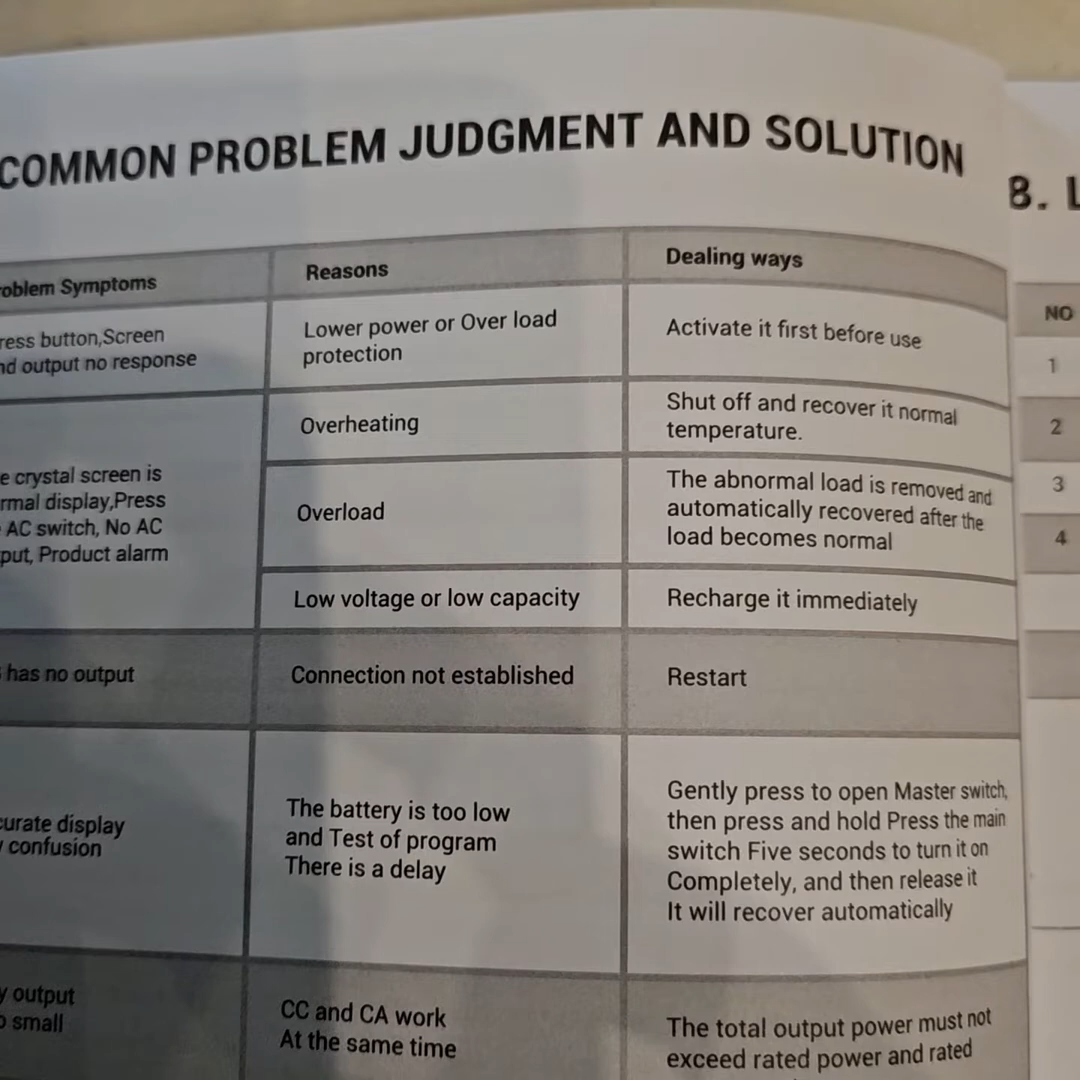 COMMON PROBLEM JUDGMENT AND SOLUTION
8. L
oblem Symptoms
Reasons
Dealing ways
ress button,Screen
nd output no response
Lower power or Over load
protection
Activate it first before use
e crystal screen is
rmal display,Press
AC switch, No AC
put, Product alarm
Overheating
Shut off and recover it normal
temperature.
Overload
The abnormal load is removed and
automatically recovered after the
load becomes normal
Low voltage or low capacity
Recharge it immediately
has no output
Connection not established
Restart
curate display
confusion
The battery is too low
and Test of program
There is a delay
Gently press to open Master switch,
then press and hold Press the main
switch Five seconds to turn it on
Completely, and then release it
It will recover automatically
y output
o small
CC and CA work
At the same time
The total output power must not
exceed rated power and rated
NO
1
2
3
4